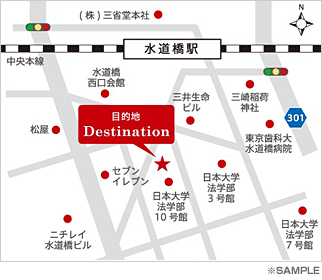 (株)三省堂本社
N
水道橋駅
中央本線
水道橋
西口会館
三井生命
ビル
三崎稲荷
神社
301
目的地
Destination
松屋
東京歯科大
水道橋病院
セブン
イレブン
日本大学
法学部
10号館
日本大学
法学部
3号館
ニチレイ
水道橋ビル
日本大学
法学部
7号館
※SAMPLE